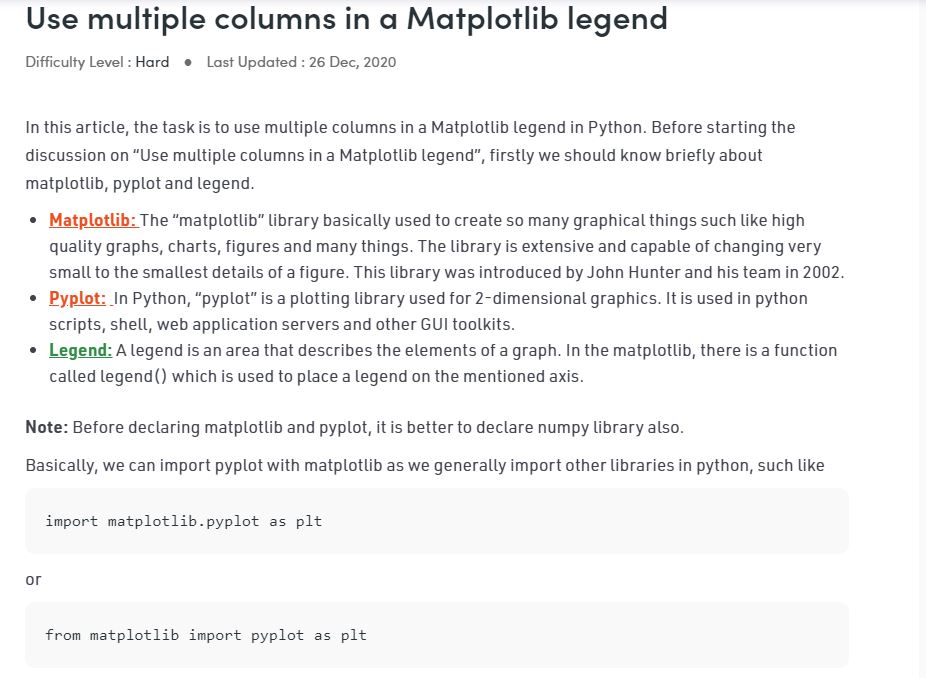 Use multiple columns in a Matplotlib legend
Difficulty Level : Hard ● Last Updated : 26 Dec, 2020
In this article, the task is to use multiple columns in a Matplotlib legend in Python. Before starting the
discussion on “Use multiple columns in a Matplotlib legend”, firstly we should know briefly about
matplotlib, pyplot and legend.
• Matplotlib: The “matplotlib” library basically used to create so many graphical things such like high
quality graphs, charts, figures and many things. The library is extensive and capable of changing very
small to the smallest details of a figure. This library was introduced by John Hunter and his team in 2002.
• Pyplot: In Python, “pyplot” is a plotting library used for 2-dimensional graphics. It is used in python
scripts, shell, web application servers and other GUI toolkits.
• Legend: A legend is an area that describes the elements of a graph. In the matplotlib, there is a function
called legend() which is used to place a legend on the mentioned axis.
Note: Before declaring matplotlib and pyplot, it is better to declare numpy library also.
Basically, we can import pyplot with matplotlib as we generally import other libraries in python, such like
import matplotlib.pyplot as plt
or
from matplotlib import pyplot as plt